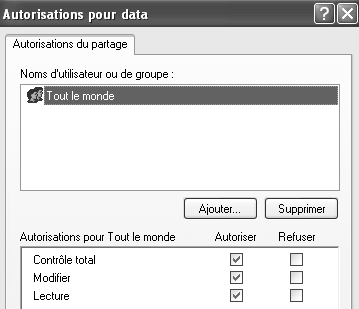 Autorisations pour data
Autorisations du partage
Noms d'utilisateur ou de groupe :
Tout le monde
Ajouter... Supprimer
Autorisations pour Tout le monde Autoriser Refuser
Contrôle total
Modifier
Lecture